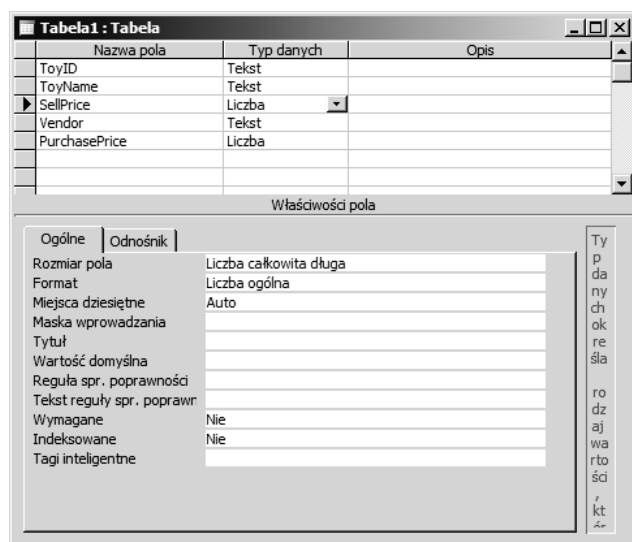 Tabela1 : Tabela
Nazwa pola Typ danych Opis
ToyID Tekst
ToyName Tekst
SellPrice Liczba
Vendor Tekst
PurchasePrice Liczba
Właściwości pola
Ogólne Odnośnik
Rozmiar pola Liczba całkowita długa
Format Liczba ogólna
Miejsca dziesiętne Auto
Maska wprowadzania
Tytuł
Wartość domyślna
Reguła spr. poprawności
Tekst reguły spr. poprawn
Wymagane Nie
Indeksowane Nie
Tagi inteligentne
Ty
p
da
ny
ch
ok
re
śla
ro
dz
aj
wa
rto
ści
,
kt
ór